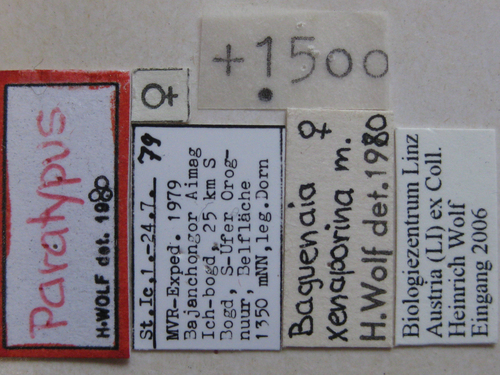 +1500
♀
Paratypus
H.WOLF det. 1980
St.Ic,1.-24.7. 79
MVR-Exped. 1979
Bajanchongor Aimag
Ich-bogd, 25 km S
Bogd, S-Ufer Orog-
nuur, Beifläche
1350 mNN,leg.Dorn
Baguenaia ♀
xenaporina m.
H.Wolf det.1980
Biologiezentrum Linz
Austria (LI) ex Coll.
Heinrich Wolf
Eingang 2006